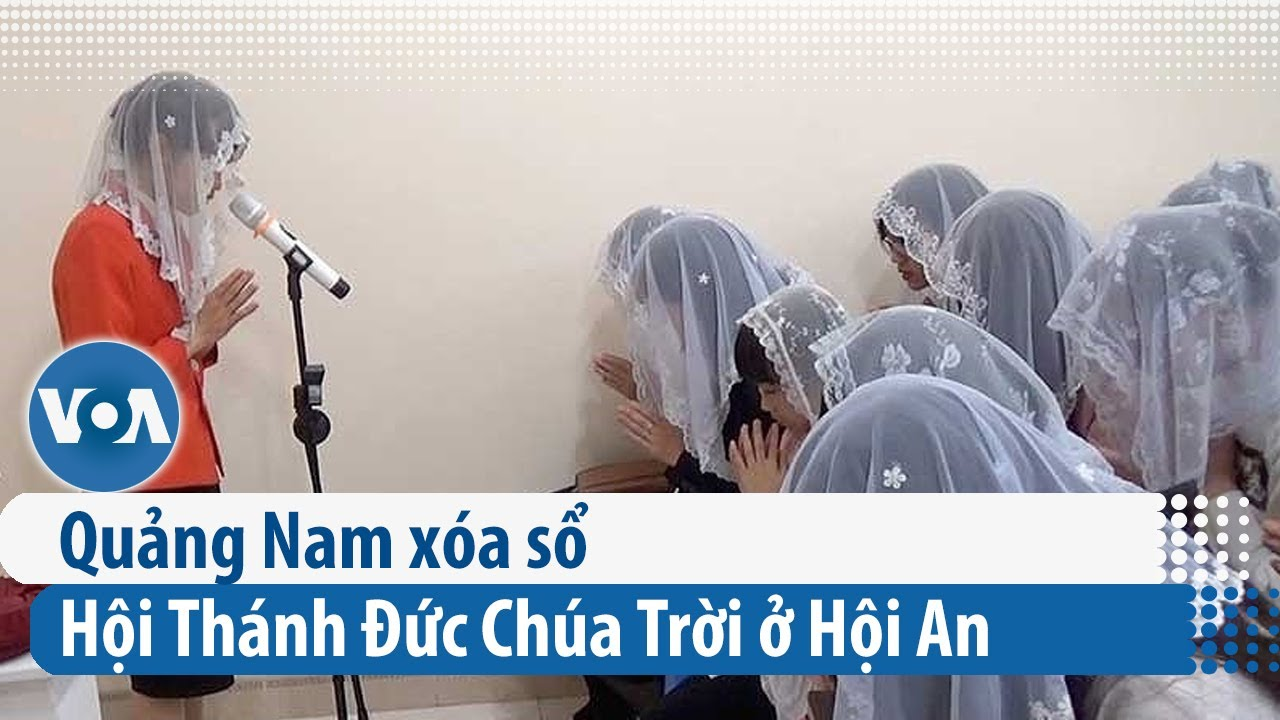 VOA
Quảng Nam xóa sổ
Hội Thánh Đức Chúa Trời ở Hội An